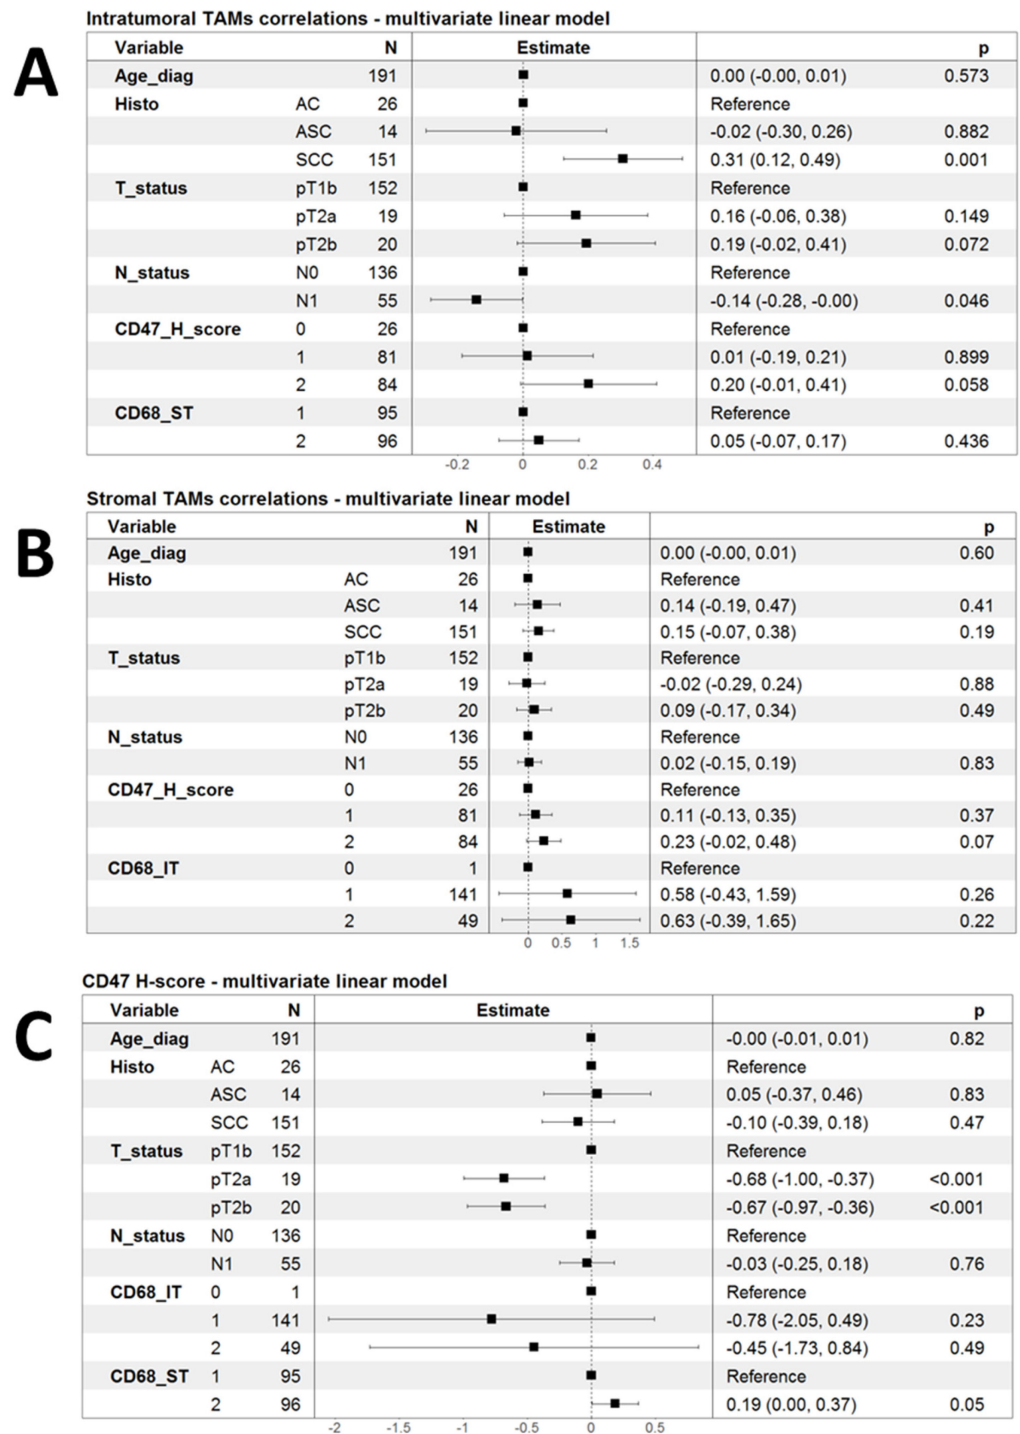 A
Intratumoral TAMs correlations - multivariate linear model
Variable N Estimate p
Age_diag 191 0.00 (-0.00, 0.01) 0.573
Histo AC 26 Reference
ASC 14 -0.02 (-0.30, 0.26) 0.882
SCC 151 0.31 (0.12, 0.49) 0.001
T_status pT1b 152 Reference
pT2a 19 0.16 (-0.06, 0.38) 0.149
pT2b 20 0.19 (-0.02, 0.41) 0.072
N_status N0 136 Reference
N1 55 -0.14 (-0.28, -0.00) 0.046
CD47_H_score 0 26 Reference
1 81 0.01 (-0.19, 0.21) 0.899
2 84 0.20 (-0.01, 0.41) 0.058
CD68_ST 1 95 Reference
2 96 0.05 (-0.07, 0.17) 0.436
-0.2 0 0.2 0.4
B
Stromal TAMs correlations - multivariate linear model
Variable N Estimate p
Age_diag 191 0.00 (-0.00, 0.01) 0.60
Histo AC 26 Reference
ASC 14 0.14 (-0.19, 0.47) 0.41
SCC 151 0.15 (-0.07, 0.38) 0.19
T_status pT1b 152 Reference
pT2a 19 -0.02 (-0.29, 0.24) 0.88
pT2b 20 0.09 (-0.17, 0.34) 0.49
N_status N0 136 Reference
N1 55 0.02 (-0.15, 0.19) 0.83
CD47_H_score 0 26 Reference
1 81 0.11 (-0.13, 0.35) 0.37
2 84 0.23 (-0.02, 0.48) 0.07
CD68_IT 0 1 Reference
1 141 0.58 (-0.43, 1.59) 0.26
2 49 0.63 (-0.39, 1.65) 0.22
0 0.5 1 1.5
C
CD47 H-score - multivariate linear model
Variable N Estimate p
Age_diag 191 -0.00 (-0.01, 0.01) 0.82
Histo AC 26 Reference
ASC 14 0.05 (-0.37, 0.46) 0.83
SCC 151 -0.10 (-0.39, 0.18) 0.47
T_status pT1b 152 Reference
pT2a 19 -0.68 (-1.00, -0.37) <0.001
pT2b 20 -0.67 (-0.97, -0.36) <0.001
N_status N0 136 Reference
N1 55 -0.03 (-0.25, 0.18) 0.76
CD68_IT 0 1 Reference
1 141 -0.78 (-2.05, 0.49) 0.23
2 49 -0.45 (-1.73, 0.84) 0.49
CD68_ST 1 95 Reference
2 96 0.19 (0.00, 0.37) 0.05
-2 -1.5 -1 -0.5 0 0.5